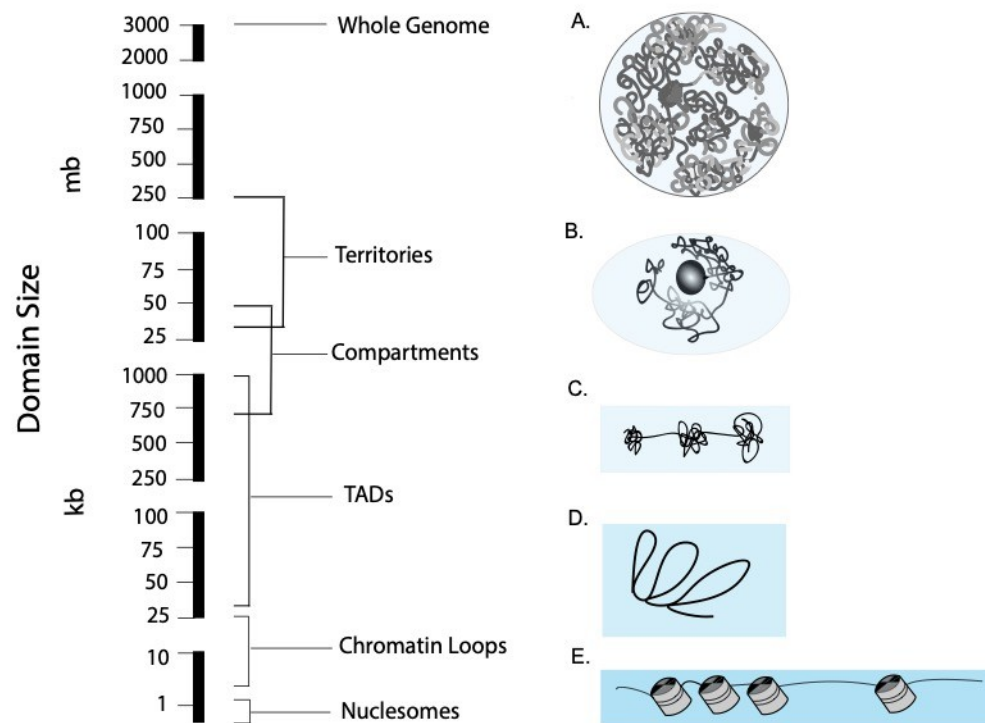 3000
Whole Genome
2000
1000
750
500
250
mb
100
75
50
25
Territories
Compartments
Domain Size
1000
750
500
250
kb
100
75
50
25
TADs
10
1
Chromatin Loops
Nuclesomes
A.
B.
C.
D.
E.